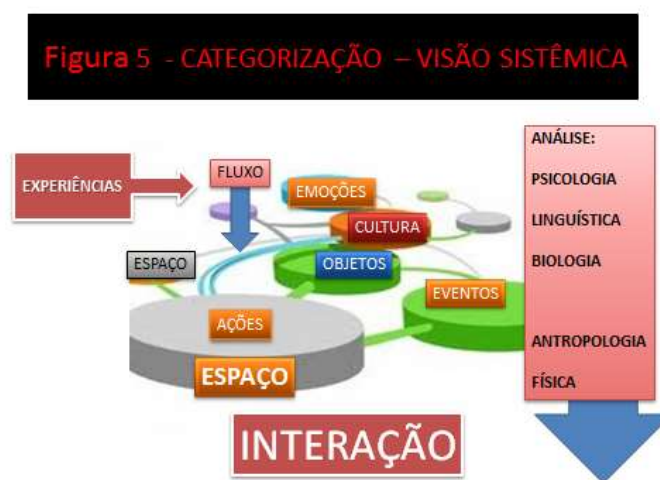 Figura 5 - CATEGORIZAÇÃO – VISÃO SISTÊMICA
EXPERIÊNCIAS
FLUXO
EMOÇÕES
CULTURA
ESPAÇO
OBJETOS
EVENTOS
AÇÕES
ESPAÇO
INTERAÇÃO
ANÁLISE:
PSICOLOGIA
LINGUÍSTICA
BIOLOGIA
ANTROPOLOGIA
FÍSICA